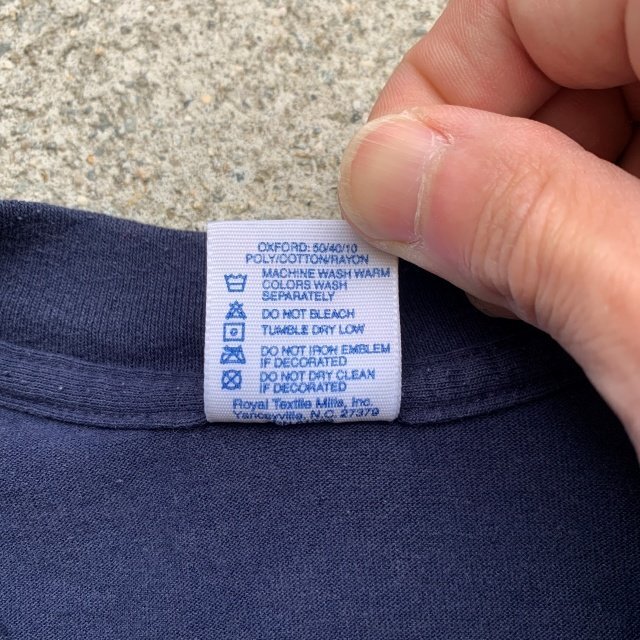 OXFORD: 50/40/10
POLY/COTTON/RAYON
MACHINE WASH WARM
COLORS WASH
SEPARATELY
DO NOT BLEACH
TUMBLE DRY LOW
DO NOT IRON EMBLEM
IF DECORATED
DO NOT DRY CLEAN
IF DECORATED
Royal Textile Mills, Inc.
Yanceyville, N.C. 27379